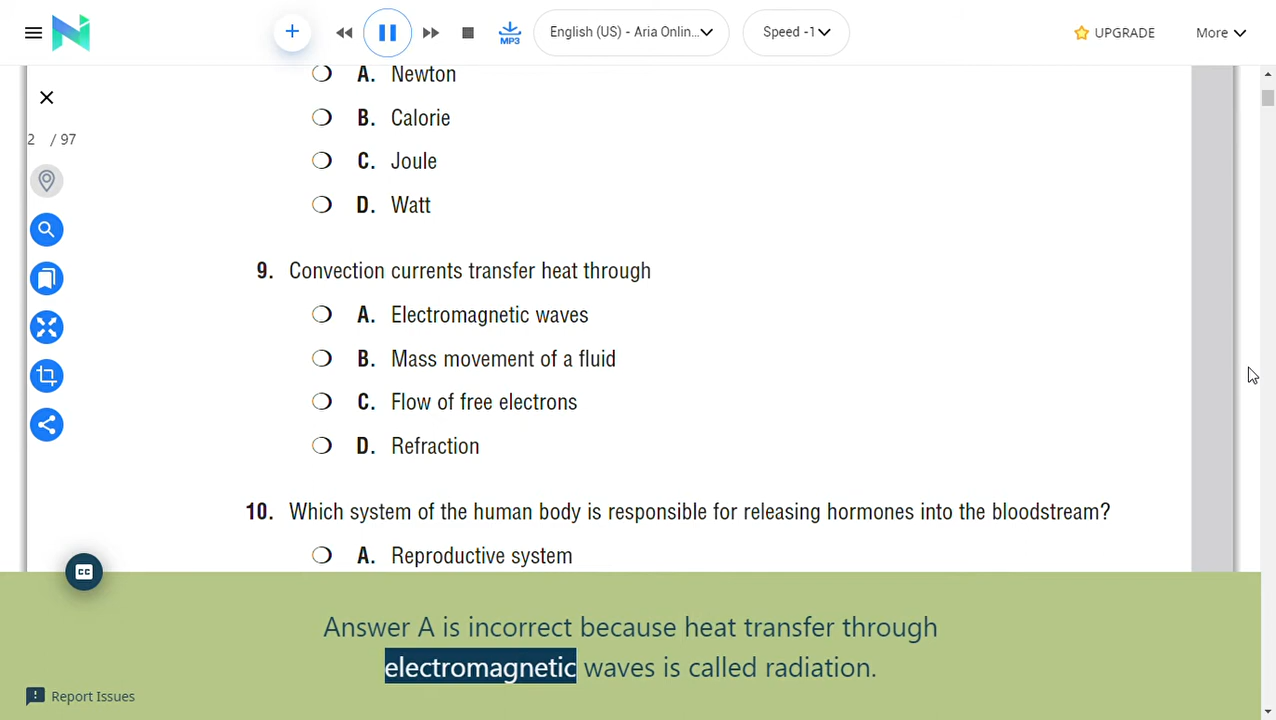 MP3
English (US) - Aria Onlin...
Speed -1
UPGRADE
More
2 / 97
A. Newton
B. Calorie
C. Joule
D. Watt
9. Convection currents transfer heat through
A. Electromagnetic waves
B. Mass movement of a fluid
C. Flow of free electrons
D. Refraction
10. Which system of the human body is responsible for releasing hormones into the bloodstream?
A. Reproductive system
CC
Answer A is incorrect because heat transfer through
electromagnetic waves is called radiation.
Report Issues